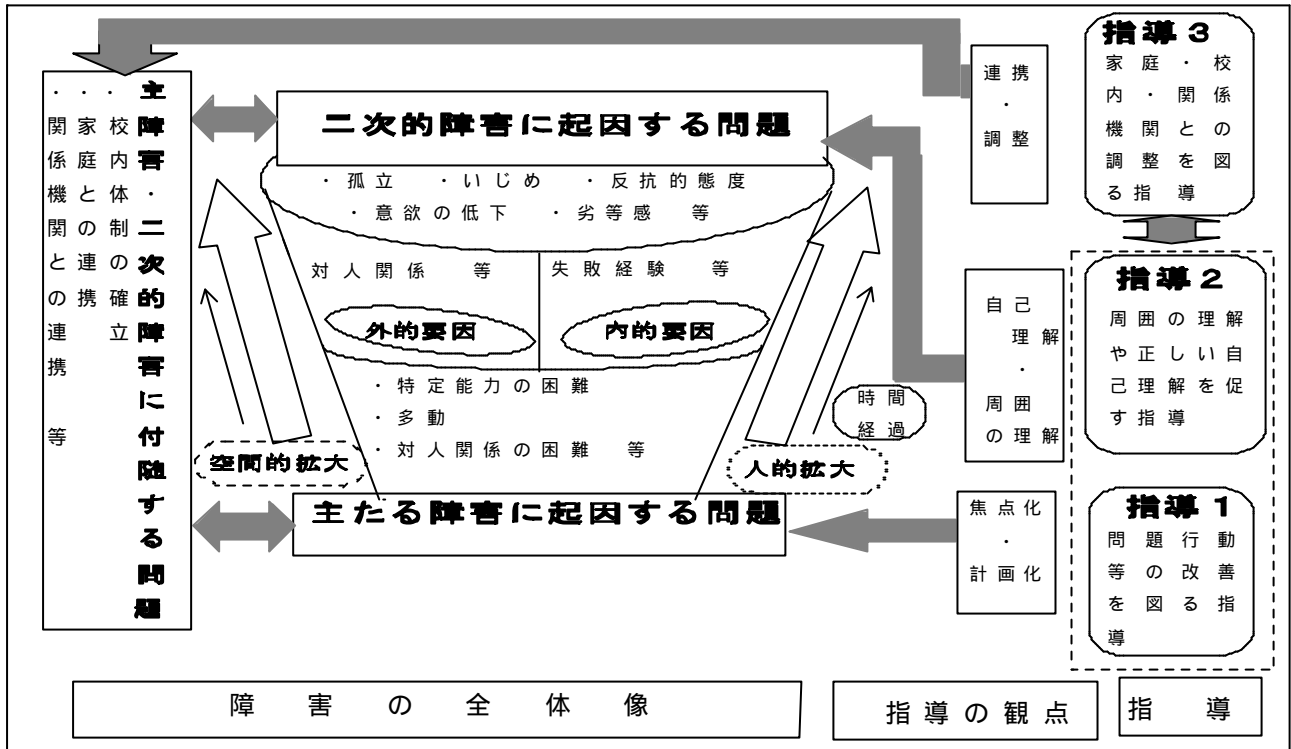 主障害・二次的障害に付随する問題
・校内体制の確立
・家庭との連携
・関係機関との連携 等
二次的障害に起因する問題
・孤立 ・いじめ ・反抗的態度
・意欲の低下 ・劣等感 等
対人関係 等
失敗経験 等
外的要因
内的要因
・特定能力の困難
・多動
・対人関係の困難 等
時間
経過
空間的拡大
人的拡大
主たる障害に起因する問題
連携
・
調整
自己
理解
・
周囲
の理解
焦点化
・
計画化
指導3
家庭・校
内・関係
機関との
調整を図
る指導
指導2
周囲の理解
や正しい自
己理解を促
す指導
指導1
問題行動
等の改善
を図る指
導
障害の全体像
指導の観点
指導